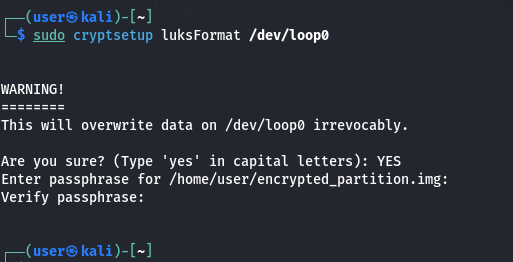 ┌──(user㉿kali)-[~]
└─$ sudo cryptsetup luksFormat /dev/loop0
WARNING!
========
This will overwrite data on /dev/loop0 irrevocably.
Are you sure? (Type 'yes' in capital letters): YES
Enter passphrase for /home/user/encrypted_partition.img:
Verify passphrase:
┌──(user㉿kali)-[~]